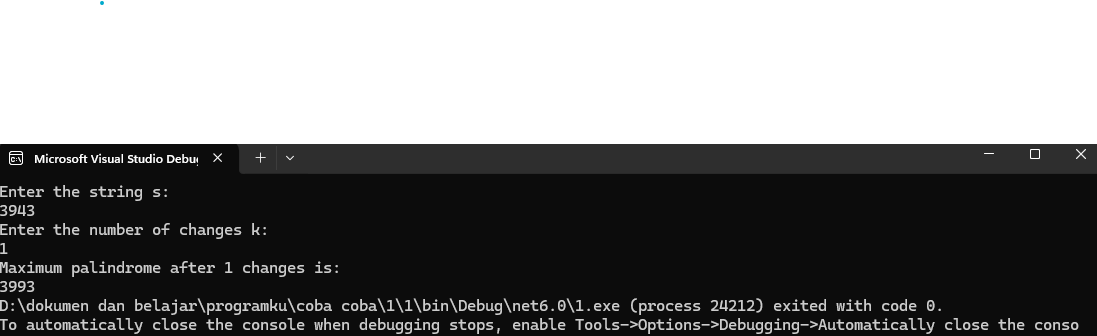 Microsoft Visual Studio Debug
Enter the string s:
3943
Enter the number of changes k:
1
Maximum palindrome after 1 changes is:
3993
D:\dokumen dan belajar\programku\coba coba\1\1\bin\Debug\net6.0\1.exe (process 24212) exited with code 0.
To automatically close the console when debugging stops, enable Tools->Options->Debugging->Automatically close the conso